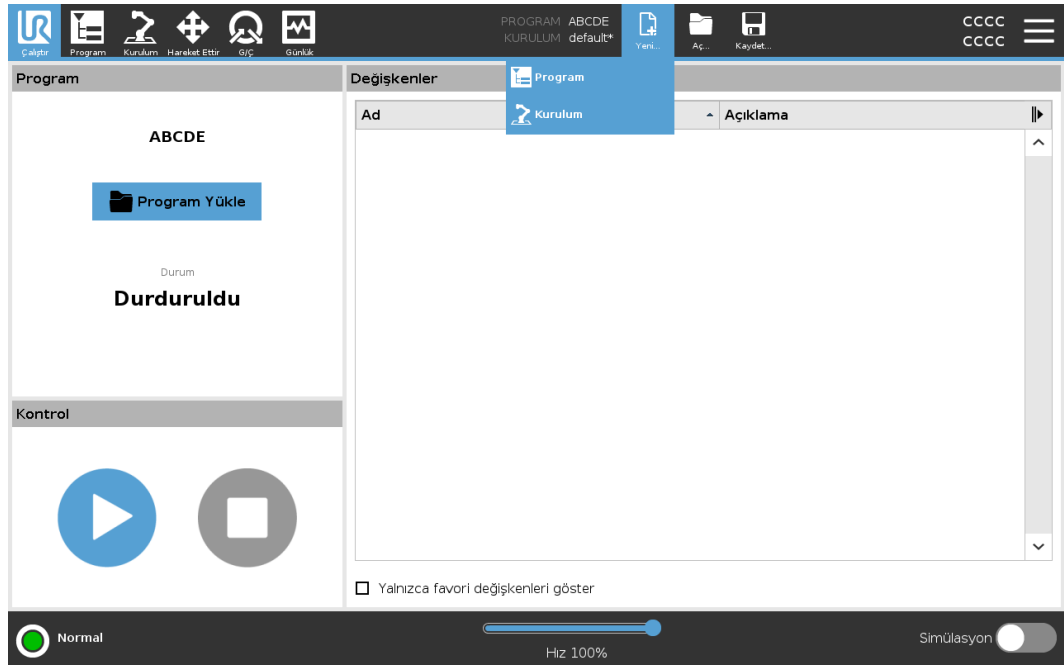 PROGRAM ABCDE
KURULUM default*
CCCC
CCCC
Çalıştır Program Kurulum Hareket Ettir G/Ç Günlük Yeni... Aç... Kaydet...
Program
Değişkenler
Program
Kurulum
Ad
Açıklama
ABCDE
Program Yükle
Durum
Durduruldu
Kontrol
Yalnızca favori değişkenleri göster
Normal
Hız 100%
Simülasyon